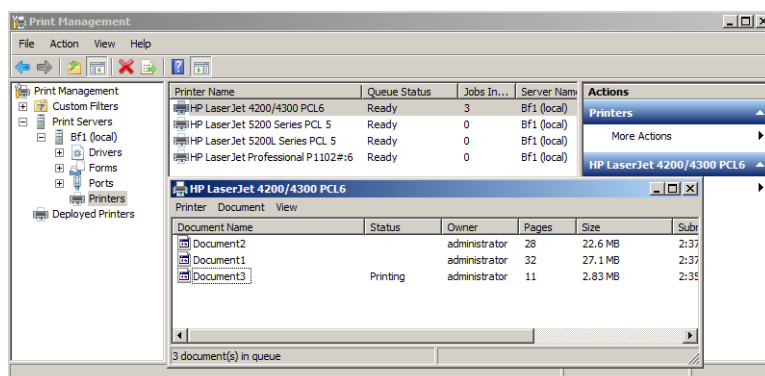 Print Management
File Action View Help
Print Management
Custom Filters
Print Servers
Bf1 (local)
Drivers
Forms
Ports
Printers
Deployed Printers
Printer Name Queue Status Jobs In... Server Nam
HP LaserJet 4200/4300 PCL6 Ready 3 Bf1 (local)
HP LaserJet 5200 Series PCL 5 Ready 0 Bf1 (local)
HP LaserJet 5200L Series PCL 5 Ready 0 Bf1 (local)
HP LaserJet Professional P1102#:6 Ready 0 Bf1 (local)
Actions
Printers
More Actions
HP LaserJet 4200/4300 PCL6
HP LaserJet 4200/4300 PCL6
Printer Document View
Document Name Status Owner Pages Size Subr
Document2 administrator 28 22.6 MB 2:37
Document1 administrator 32 27.1 MB 2:37
Document3 Printing administrator 11 2.83 MB 2:35
3 document(s) in queue